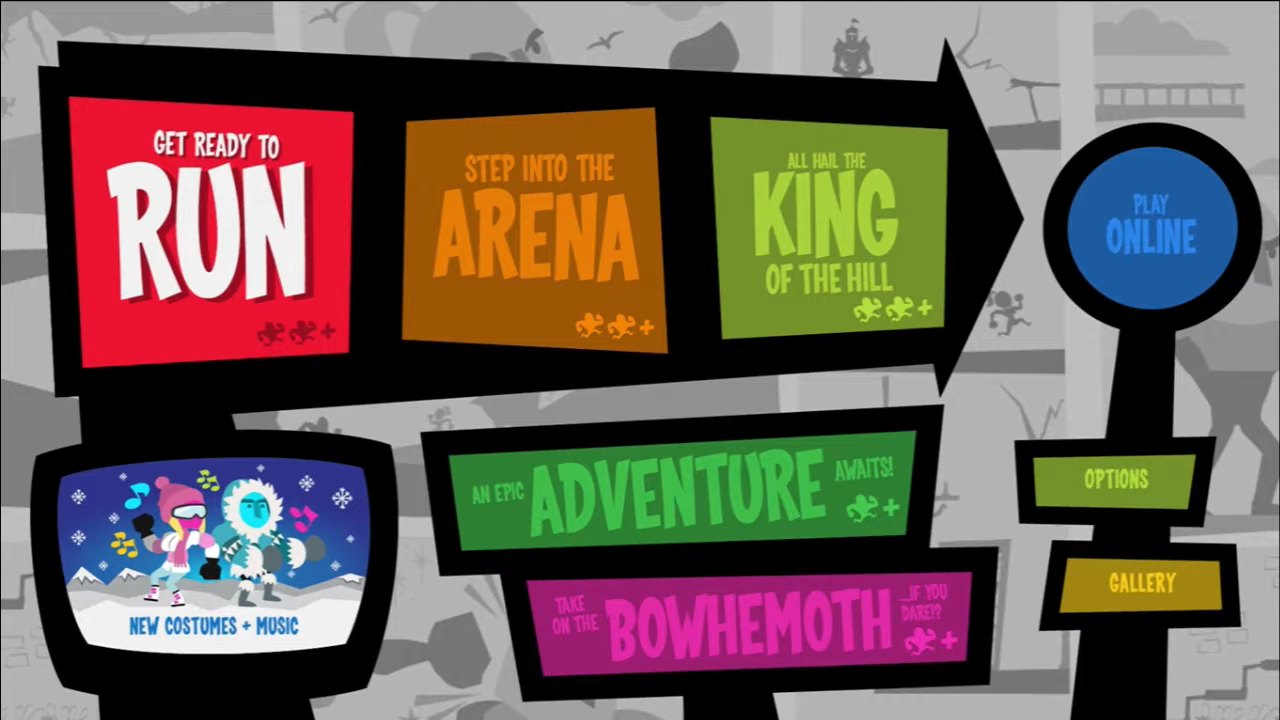 GET READY TO
RUN
STEP INTO THE
ARENA
ALL HAIL THE
KING
OF THE HILL
PLAY
ONLINE
AN EPIC ADVENTURE AWAITS!
TAKE
ON THE
BOWHEMOTH
...IF YOU
DARE!?
OPTIONS
GALLERY
NEW COSTUMES + MUSIC